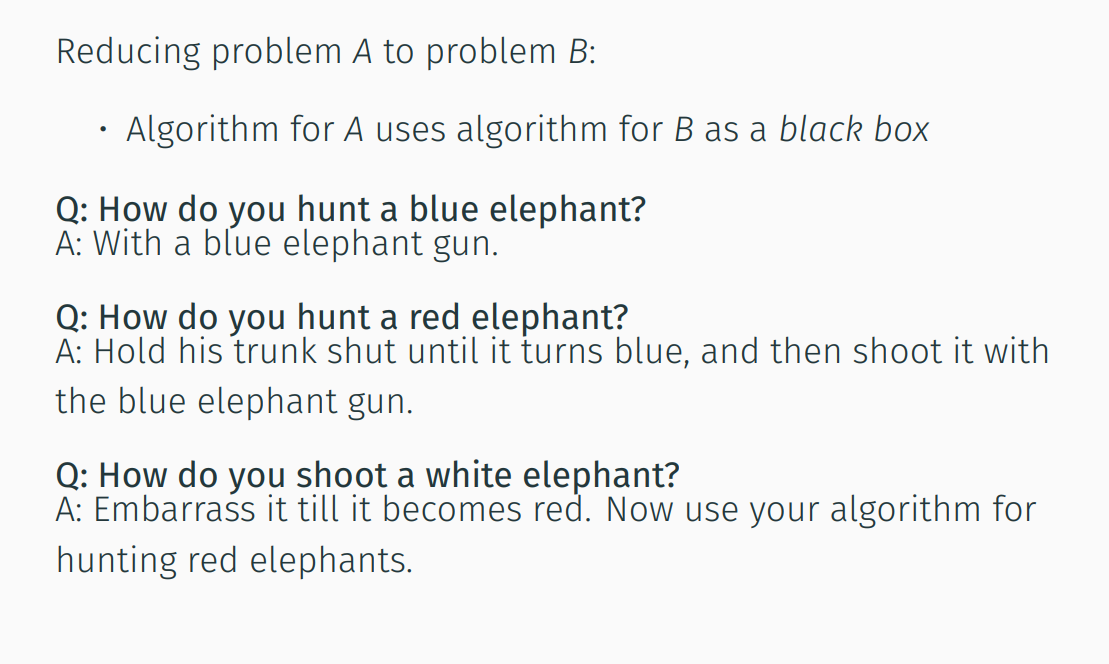 Reducing problem A to problem B:
• Algorithm for A uses algorithm for B as a black box
Q: How do you hunt a blue elephant?
A: With a blue elephant gun.
Q: How do you hunt a red elephant?
A: Hold his trunk shut until it turns blue, and then shoot it with
the blue elephant gun.
Q: How do you shoot a white elephant?
A: Embarrass it till it becomes red. Now use your algorithm for
hunting red elephants.